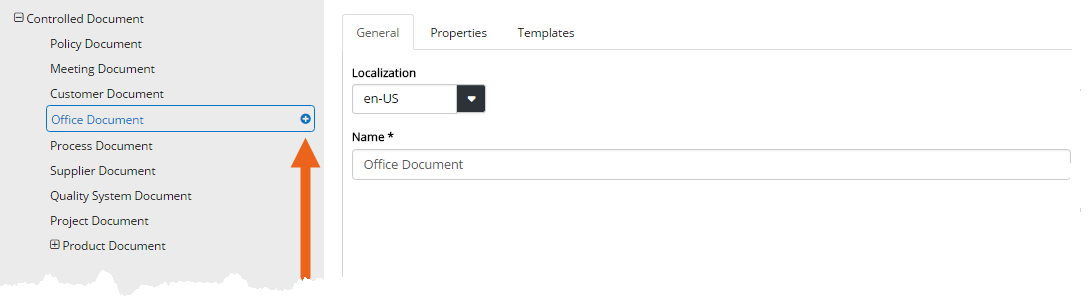 Controlled Document
Policy Document
Meeting Document
Customer Document
Office Document
Process Document
Supplier Document
Quality System Document
Project Document
Product Document
General Properties Templates
Localization
en-US
Name *
Office Document